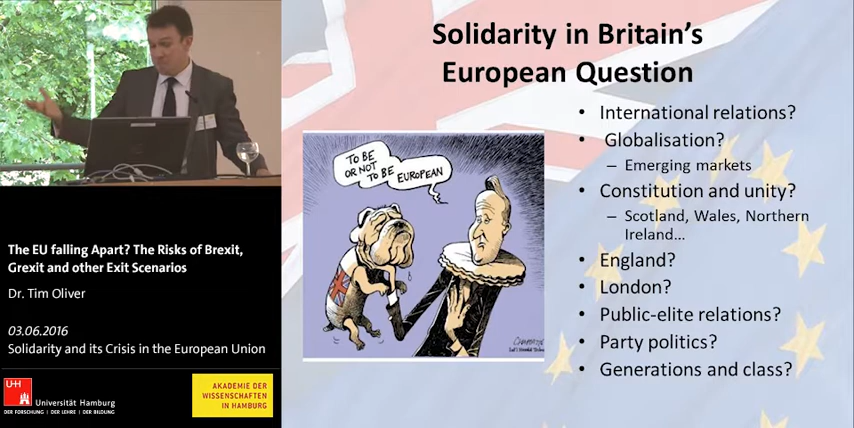 The EU falling Apart? The Risks of Brexit,
Grexit and other Exit Scenarios
Dr. Tim Oliver
03.06.2016
Solidarity and its Crisis in the European Union
UH
Universität Hamburg
DER FORSCHUNG | DER LEHRE | DER BILDUNG
AKADEMIE DER
WISSENSCHAFTEN
IN HAMBURG
Solidarity in Britain's
European Question
TO BE
OR NOT
TO BE EUROPEAN
• International relations?
• Globalisation?
– Emerging markets
• Constitution and unity?
– Scotland, Wales, Northern
Ireland...
• England?
• London?
• Public-elite relations?
• Party politics?
• Generations and class?